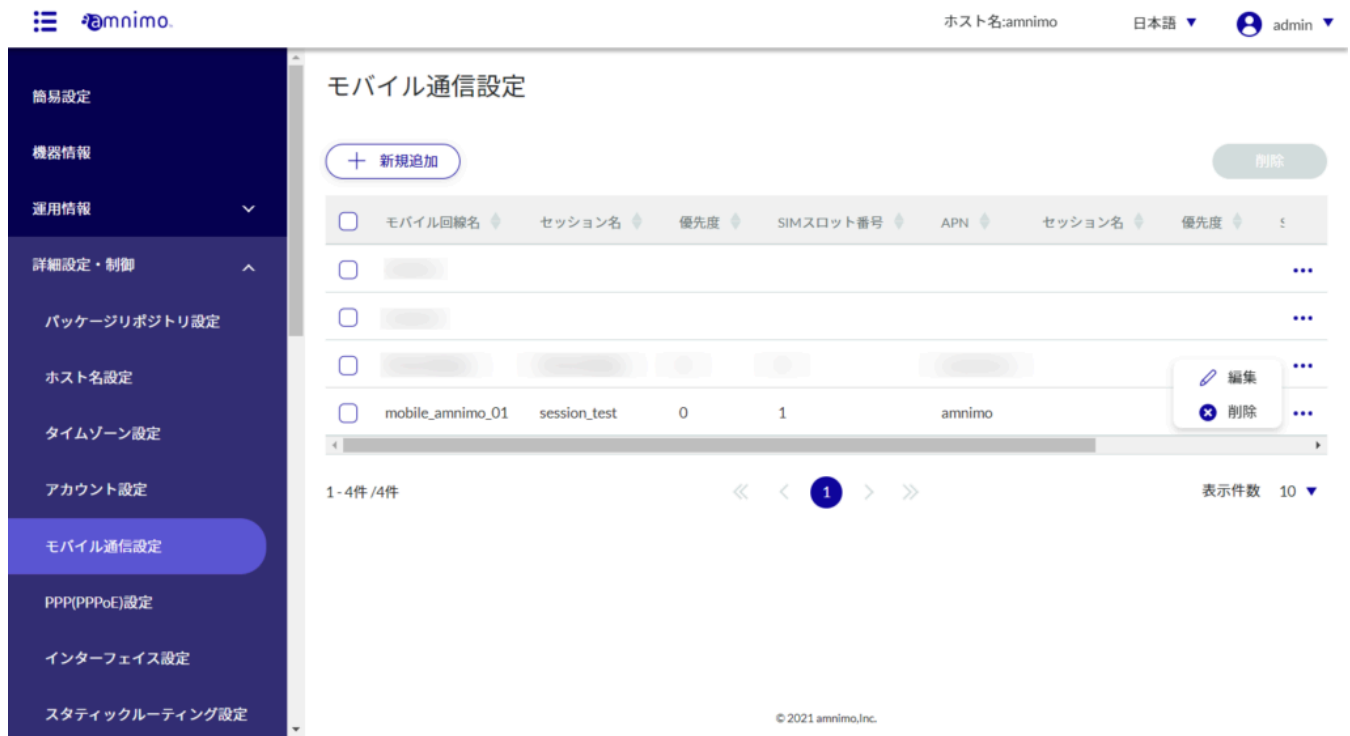 amnimo.
ホスト名:amnimo 日本語 ▼ admin ▼
簡易設定
機器情報
運用情報
詳細設定・制御
パッケージリポジトリ設定
ホスト名設定
タイムゾーン設定
アカウント設定
モバイル通信設定
PPP(PPPoE)設定
インターフェイス設定
スタティックルーティング設定
モバイル通信設定
+ 新規追加 削除
モバイル回線名 セッション名 優先度 SIMスロット番号 APN セッション名 優先度
mobile_amnimo_01 session_test 0 1 amnimo
編集
削除
1 - 4件 /4件 1 表示件数 10 ▼
© 2021 amnimo,Inc.